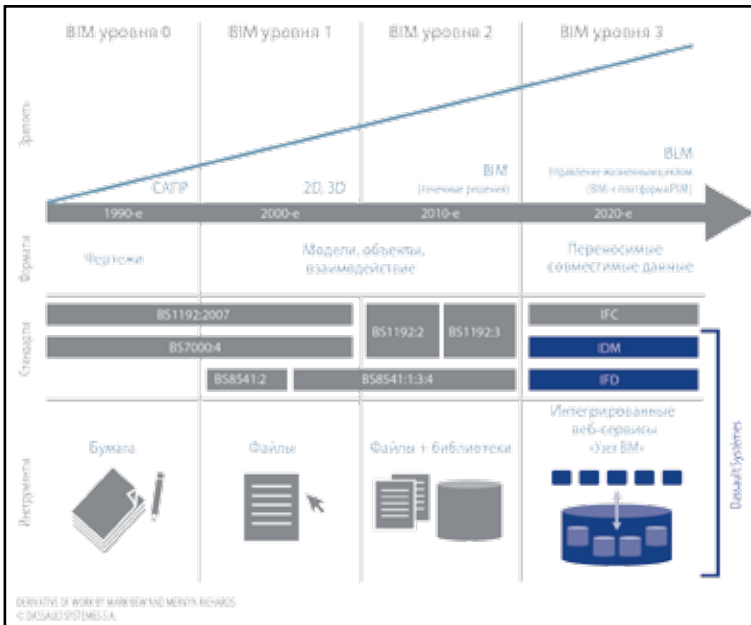 BIM уровня 0
BIM уровня 1
BIM уровня 2
BIM уровня 3
Зрелость
САПР
2D, 3D
BIM
(точечные решения)
BLM
Управление жизненным циклом
(BIM + платформа PLM)
1990-е
2000-е
2010-е
2020-е
Форматы
Чертежи
Модели, объекты,
взаимодействие
Переносимые
совместимые данные
Стандарты
BS1192:2007
BS7000:4
BS8541:2
BS1192:2
BS1192:3
BS8541:1:3:4
IFC
IDM
IFD
Инструменты
Бумага
Файлы
Файлы + библиотеки
Интегрированные
веб-сервисы
«Узел BIM»
Dassault Systèmes
DERIVATIVE OF WORK BY MARK BEW AND MERVYN RICHARDS
© DASSAULT SYSTEMES S.A.